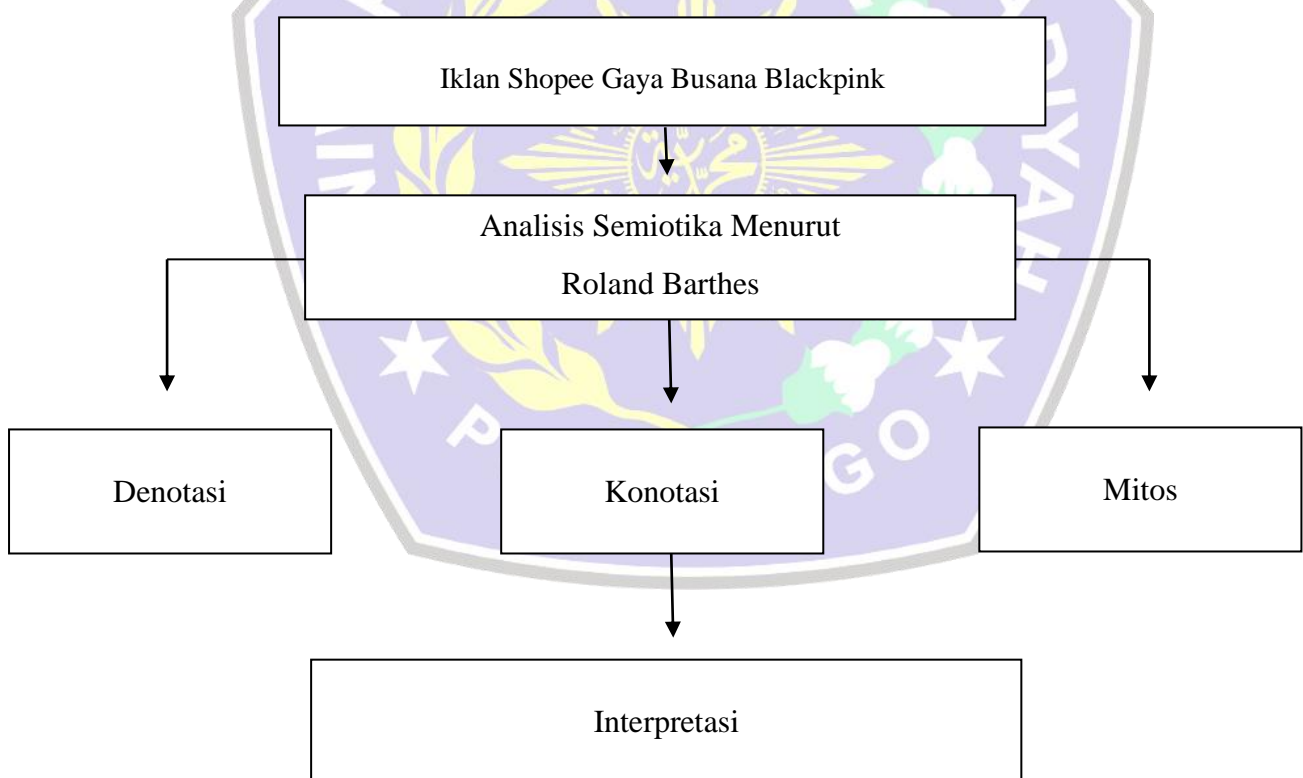 Iklan Shopee Gaya Busana Blackpink
Analisis Semiotika Menurut
Roland Barthes
Denotasi
Konotasi
Mitos
Interpretasi